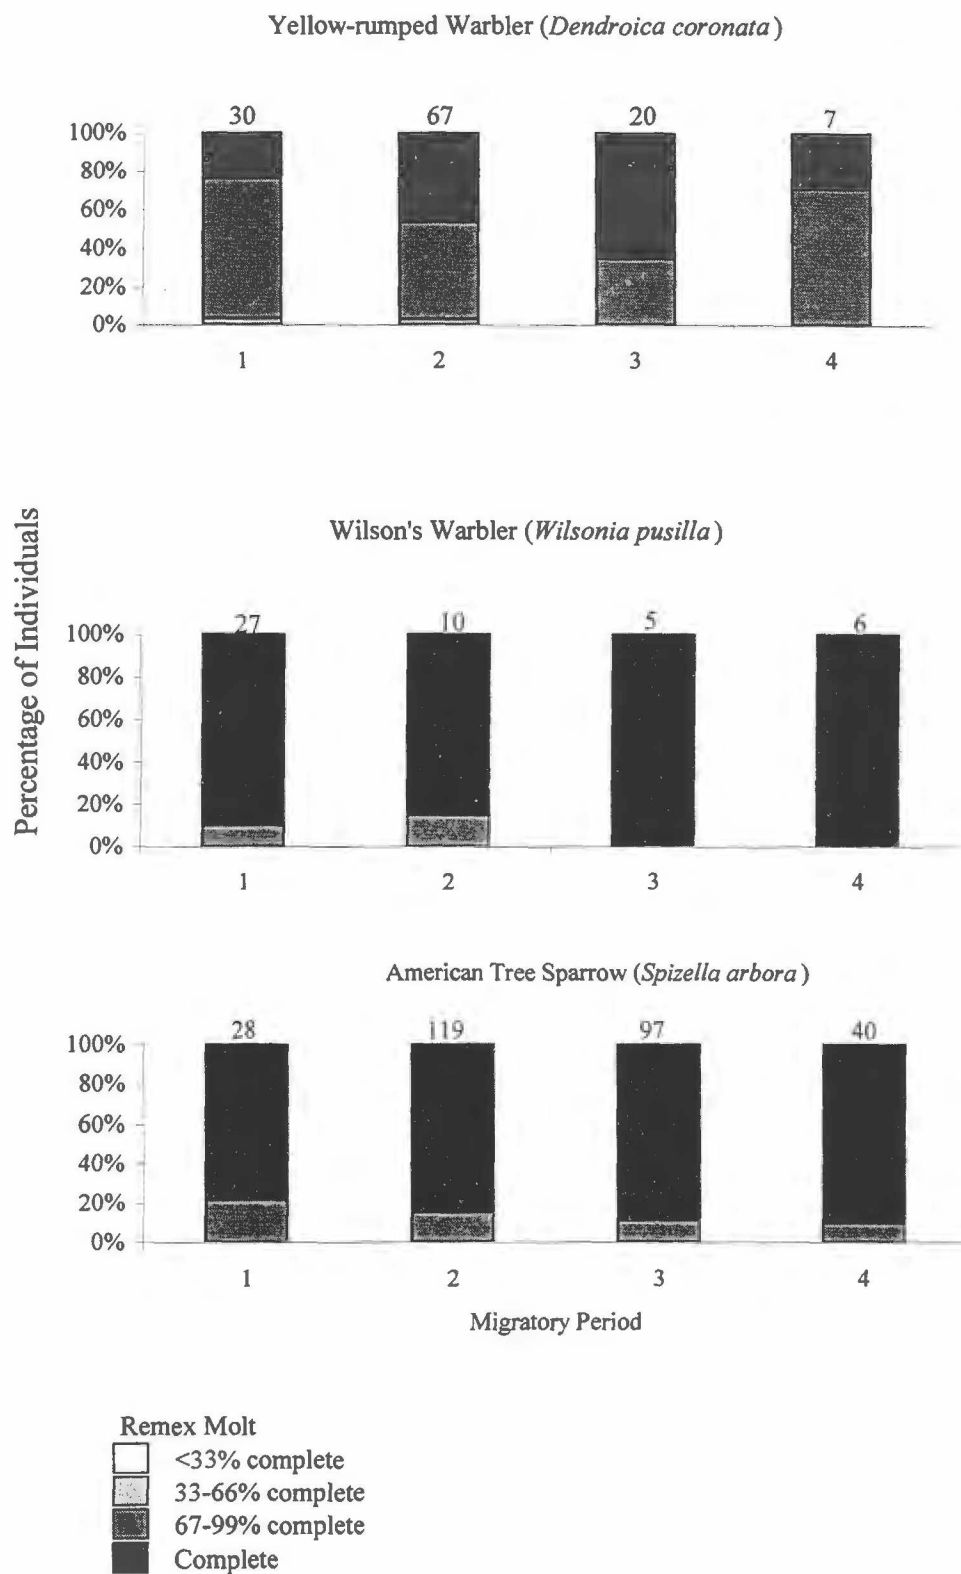 Yellow-rumped Warbler (Dendroica coronata)
30 67 20 7
100%
80%
60%
40%
20%
0%
1 2 3 4
Percentage of Individuals
Wilson's Warbler (Wilsonia pusilla)
27 10 5 6
100%
80%
60%
40%
20%
0%
1 2 3 4
American Tree Sparrow (Spizella arbora)
28 119 97 40
100%
80%
60%
40%
20%
0%
1 2 3 4
Migratory Period
Remex Molt
<33% complete
33-66% complete
67-99% complete
Complete